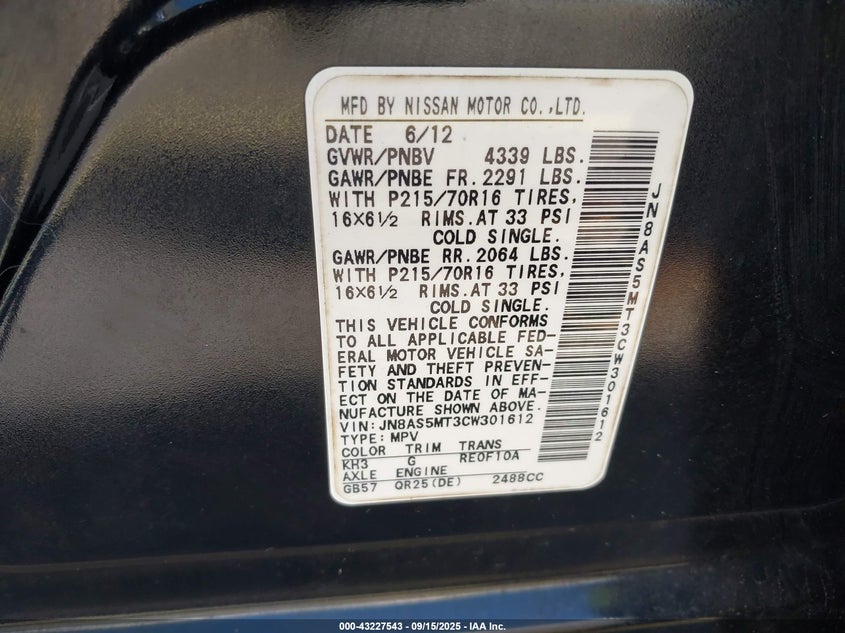 MFD BY NISSAN MOTOR CO.,LTD.
DATE 6/12
GVWR/PNBV 4339 LBS.
GAWR/PNBE FR.2291 LBS.
WITH P215/70R16 TIRES,
16×6½ RIMS.AT 33 PSI
COLD SINGLE.
GAWR/PNBE RR.2064 LBS.
WITH P215/70R16 TIRES,
16×6½ RIMS.AT 33 PSI
COLD SINGLE.
THIS VEHICLE CONFORMS
TO ALL APPLICABLE FED-
ERAL MOTOR VEHICLE SA-
FETY AND THEFT PREVEN-
TION STANDARDS IN EFF-
ECT ON THE DATE OF MA-
NUFACTURE SHOWN ABOVE.
VIN:JN8AS5MT3CW301612
TYPE:MPV
COLOR TRIM TRANS
KH3 G RE0F10A
AXLE ENGINE
GB57 QR25(DE) 2488CC
JN8AS5MT3CW301612
000-43227543 - 09/15/2025 - IAA Inc.